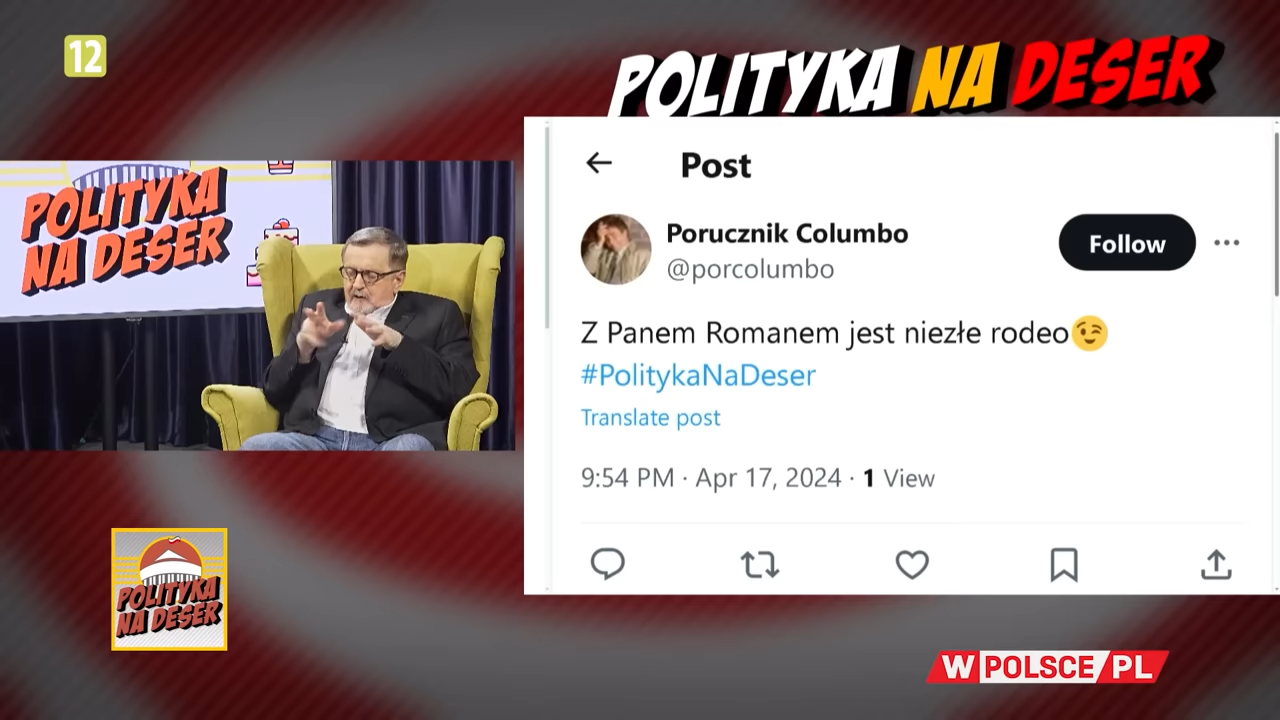 12
POLITYKA NA DESER
POLITYKA
NA DESER
Post
Porucznik Columbo
@porcolumbo
Follow
Z Panem Romanem jest niezłe rodeo😉
#PolitykaNaDeser
Translate post
9:54 PM · Apr 17, 2024 · 1 View
POLITYKA
NA DESER
WPOLSCE/PL